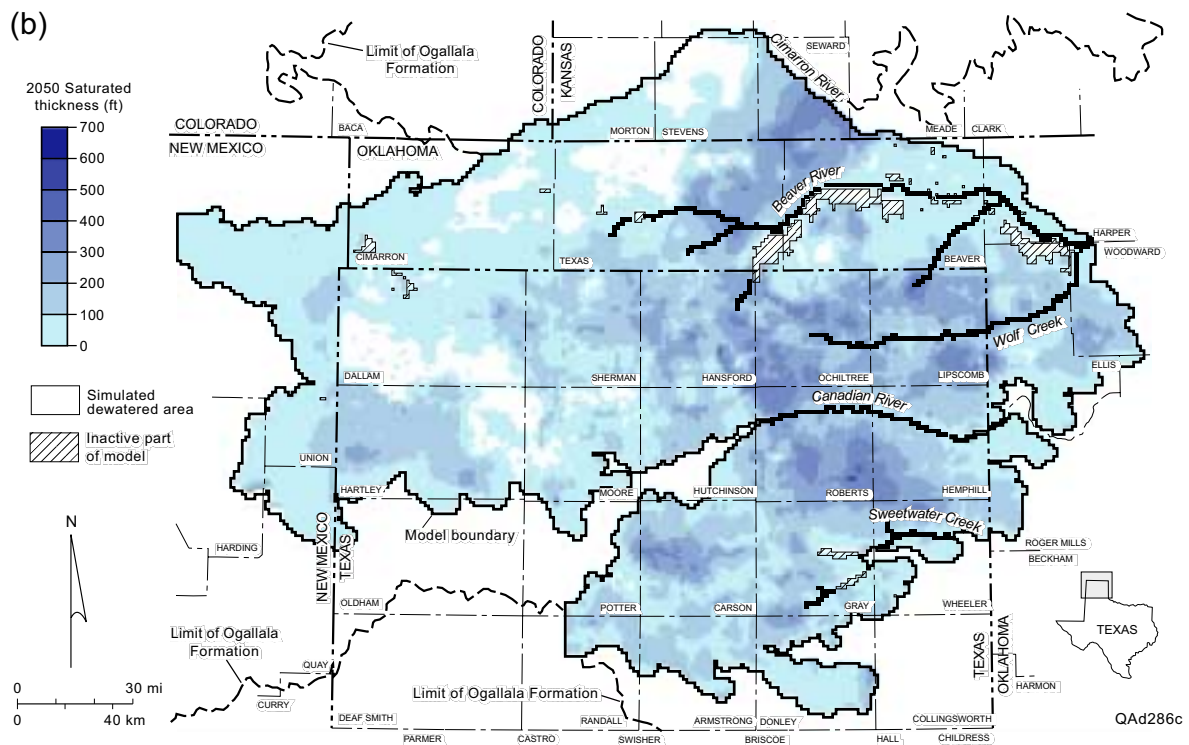 (b)
Limit of Ogallala
Formation
COLORADO
KANSAS
SEWARD
Cimarron River
2050 Saturated
thickness (ft)
700
600
500
400
300
200
100
0
COLORADO
NEW MEXICO
BACA
OKLAHOMA
MORTON
STEVENS
MEADE
CLARK
Beaver River
HARPER
WOODWARD
CIMARRON
TEXAS
BEAVER
Wolf Creek
ELLIS
DALLAM
SHERMAN
HANSFORD
OCHILTREE
LIPSCOMB
Simulated
dewatered area
Canadian River
Inactive part
of model
UNION
HARTLEY
MOORE
HUTCHINSON
ROBERTS
HEMPHILL
Sweetwater Creek
Model boundary
N
HARDING
NEW MEXICO
TEXAS
ROGER MILLS
BECKHAM
OLDHAM
POTTER
CARSON
GRAY
WHEELER
TEXAS
Limit of Ogallala
Formation
QUAY
TEXAS
OKLAHOMA
0 30 mi
0 40 km
CURRY
Limit of Ogallala Formation
HARMON
DEAF SMITH
RANDALL
ARMSTRONG
DONLEY
COLLINGSWORTH
QAd286c
PARMER
CASTRO
SWISHER
BRISCOE
HALL
CHILDRESS